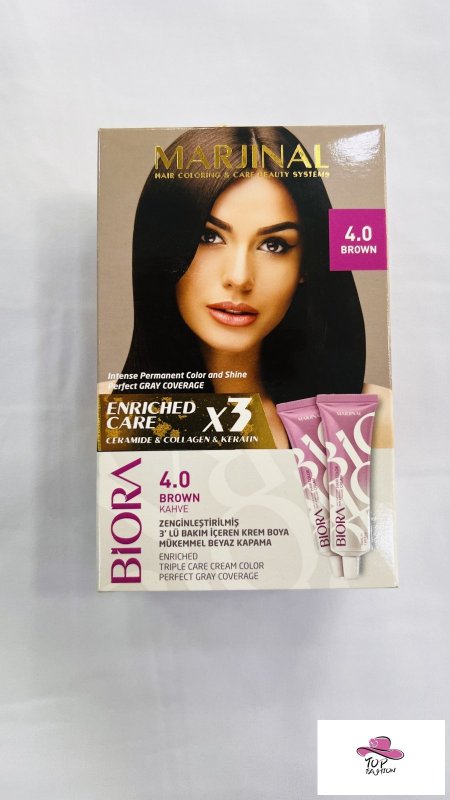 MARJINAL
HAIR COLORING & CARE BEAUTY SYSTEMS
4.0
BROWN
Intense Permanent Color and Shine
Perfect GRAY COVERAGE
ENRICHED
CARE
X3
CERAMIDE & COLLAGEN & KERATIN
BiORA
4.0
BROWN
KAHVE
ZENGİNLEŞTİRİLMİŞ
3' LÜ BAKIM İÇEREN KREM BOYA
MÜKEMMEL BEYAZ KAPAMA
ENRICHED
TRIPLE CARE CREAM COLOR
PERFECT GRAY COVERAGE
MARJINAL
BiORA
BiORA
TOP
FASHION